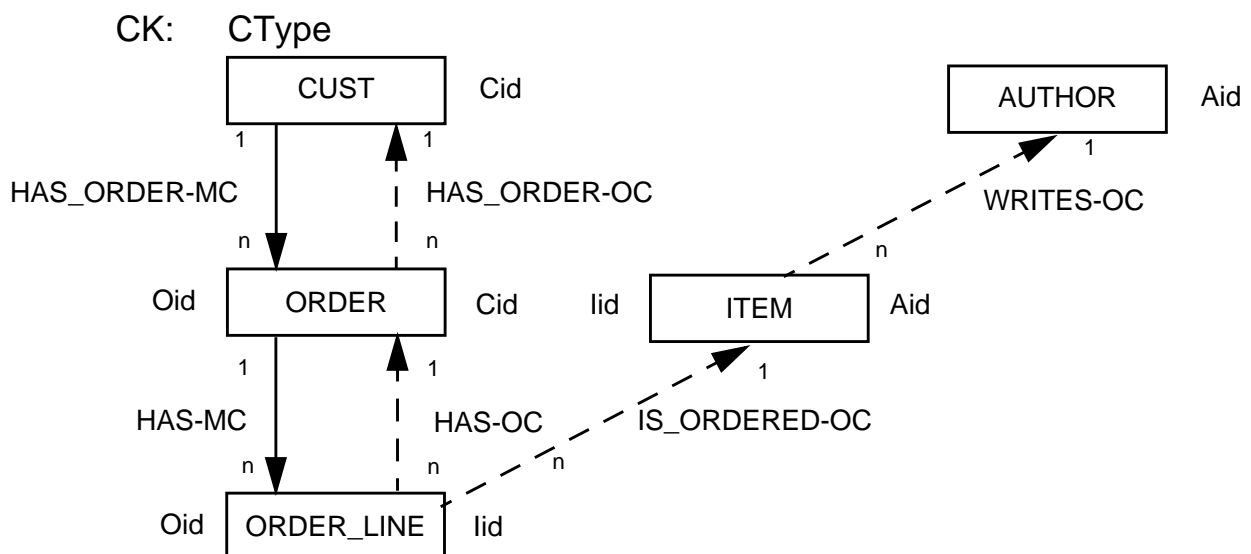 CK: CType
CUST Cid
AUTHOR Aid
1 1
1
HAS_ORDER-MC HAS_ORDER-OC
WRITES-OC
n n
n
Oid ORDER Cid
Iid ITEM Aid
1 1
1
HAS-MC HAS-OC
IS_ORDERED-OC
n n
n
Oid ORDER_LINE Iid